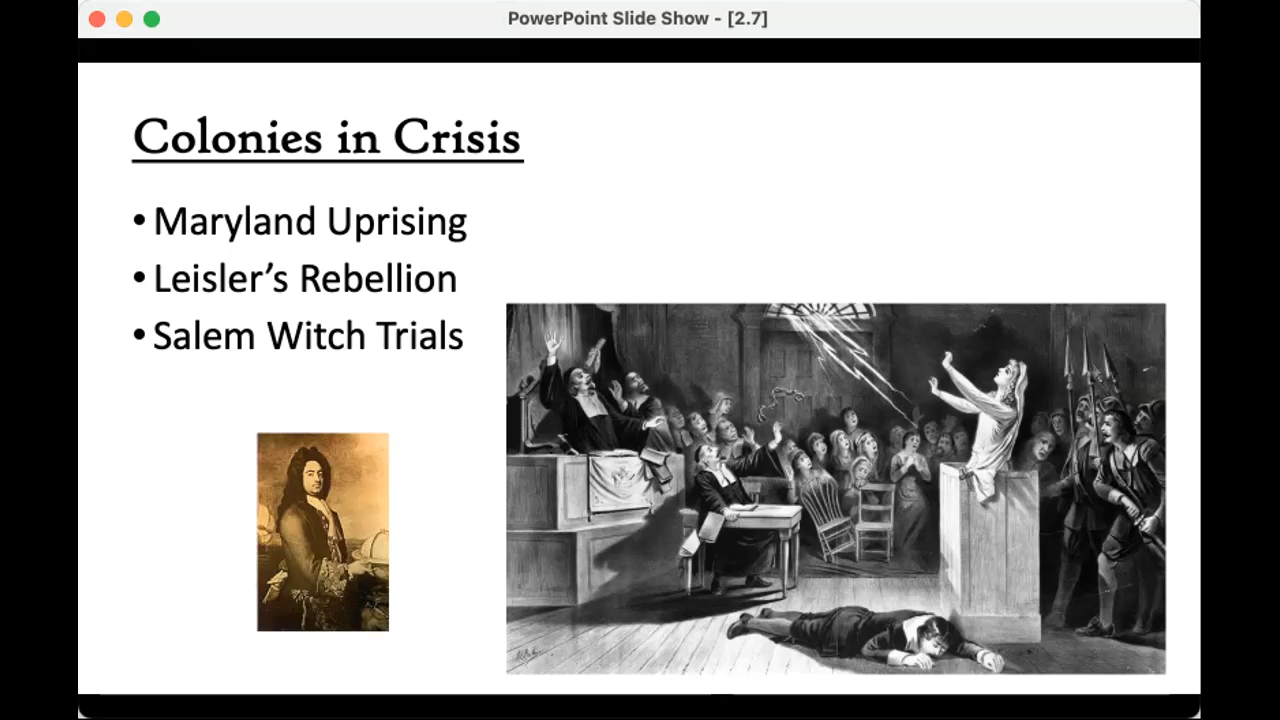 PowerPoint Slide Show - [2.7]
Colonies in Crisis
• Maryland Uprising
• Leisler’s Rebellion
• Salem Witch Trials